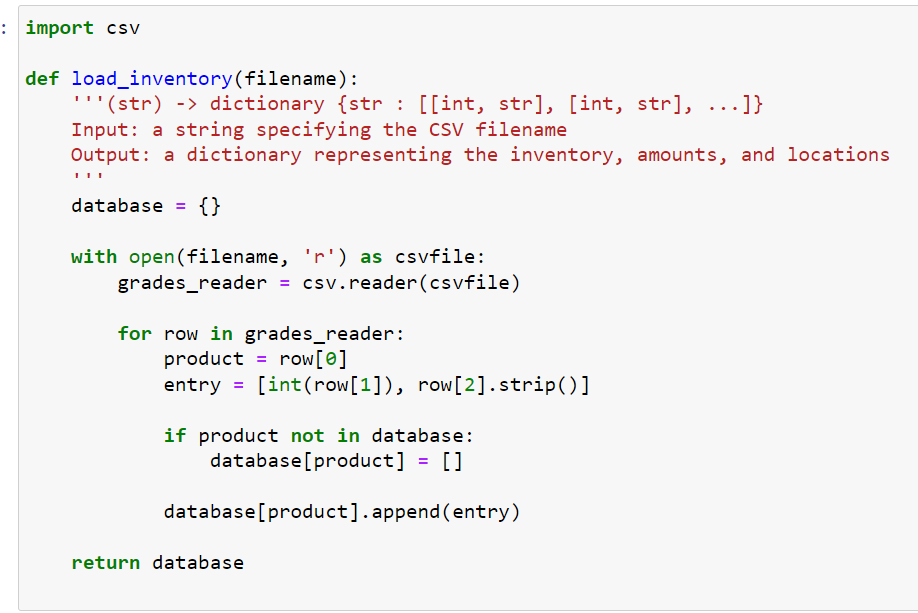 : import csv
def load_inventory(filename):
    '''(str) -> dictionary {str : [[int, str], [int, str], ...]}
    Input: a string specifying the CSV filename
    Output: a dictionary representing the inventory, amounts, and locations
    '''
    database = {}
    with open(filename, 'r') as csvfile:
        grades_reader = csv.reader(csvfile)
        for row in grades_reader:
            product = row[0]
            entry = [int(row[1]), row[2].strip()]
            if product not in database:
                database[product] = []
            database[product].append(entry)
    return database